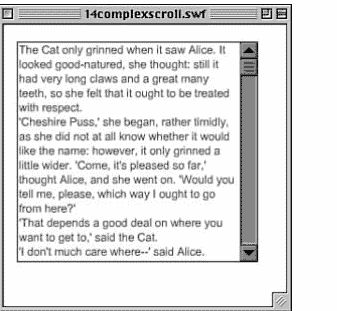 14complexscroll.swf
The Cat only grinned when it saw Alice. It
looked good-natured, she thought: still it
had very long claws and a great many
teeth, so she felt that it ought to be treated
with respect.
'Cheshire Puss,' she began, rather timidly,
as she did not at all know whether it would
like the name: however, it only grinned a
little wider. 'Come, it's pleased so far,'
thought Alice, and she went on. 'Would you
tell me, please, which way I ought to go
from here?'
'That depends a good deal on where you
want to get to,' said the Cat.
'I don't much care where--' said Alice.